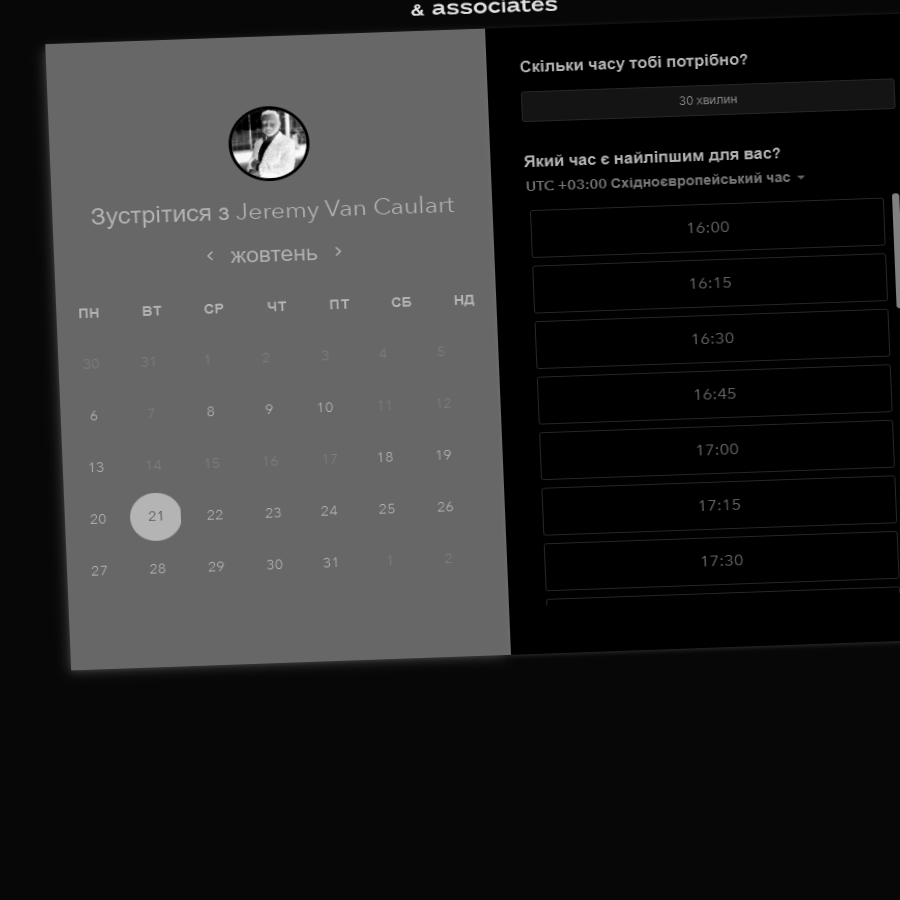 & associates
Зустрітися з Jeremy Van Caulart
жовтень
ПН ВТ СР ЧТ ПТ СБ НД
30 31 1 2 3 4 5
6 7 8 9 10 11 12
13 14 15 16 17 18 19
20 21 22 23 24 25 26
27 28 29 30 31 1 2
Скільки часу тобі потрібно?
30 хвилин
Який час є найліпшим для вас?
UTC +03:00 Східноєвропейський час
16:00
16:15
16:30
16:45
17:00
17:15
17:30